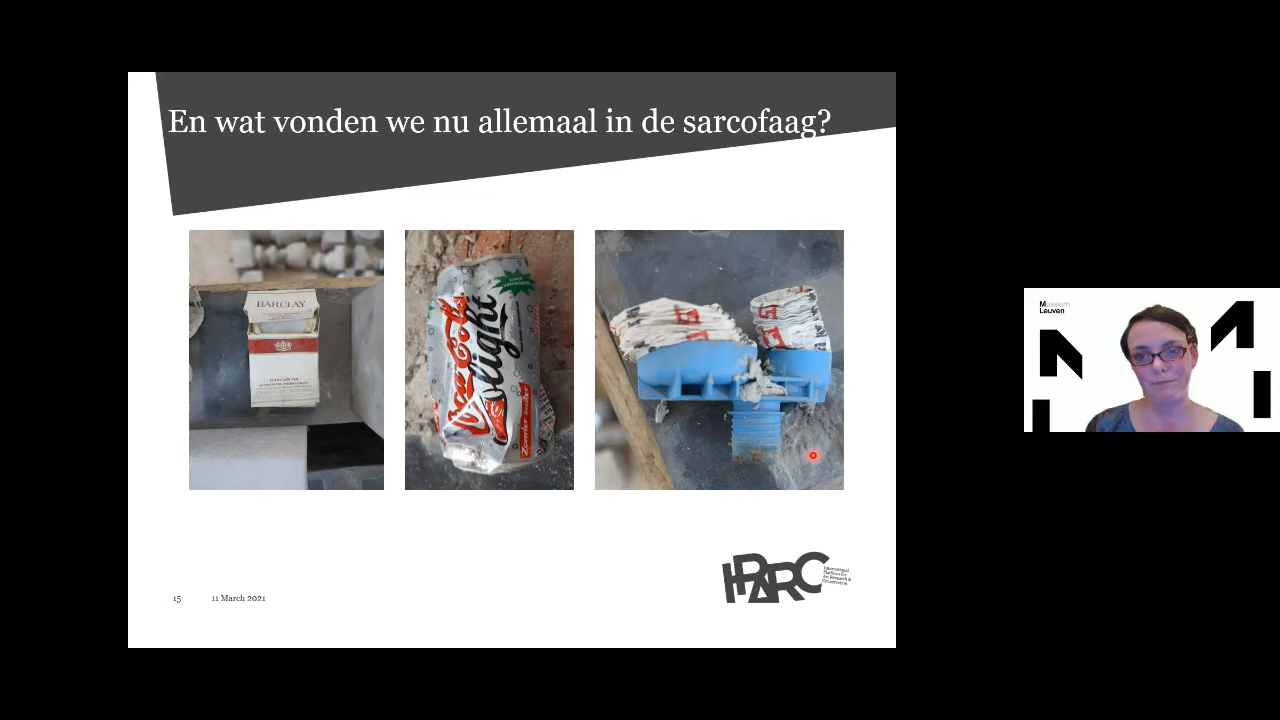 En wat vonden we nu allemaal in de sarcofaag?
BARCLAY
Coca-Cola
light
Zonder suiker
IPARC
International
Platform for
Art Research &
Conservation
15
11 March 2021
Museum
Leuven